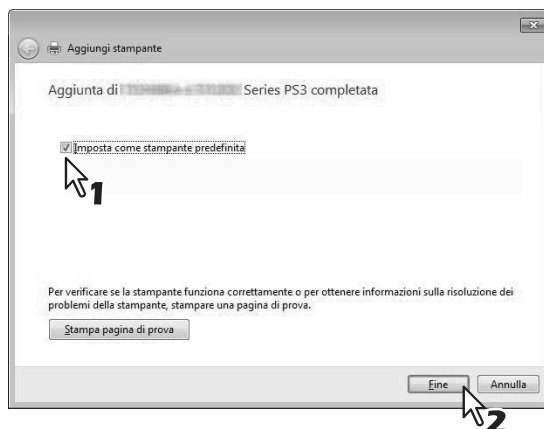 Aggiungi stampante
Aggiunta di Series PS3 completata
Imposta come stampante predefinita
1
Per verificare se la stampante funziona correttamente o per ottenere informazioni sulla risoluzione dei
problemi della stampante, stampare una pagina di prova.
Stampa pagina di prova
Fine
Annulla
2